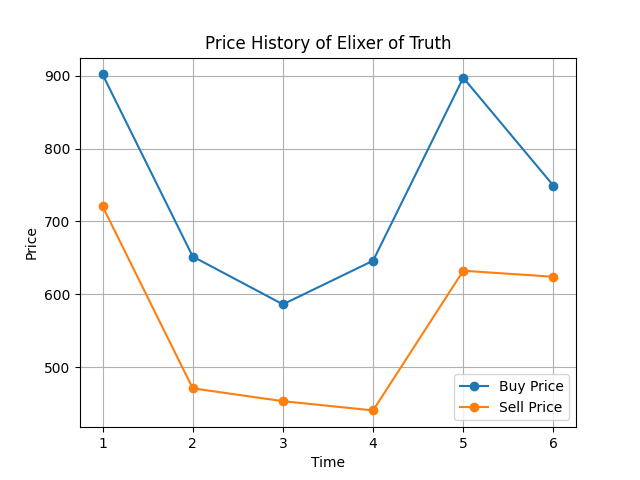 Price History of Elixer of Truth
900
800
700
600
500
Price
1 2 3 4 5 6
Time
Buy Price
Sell Price